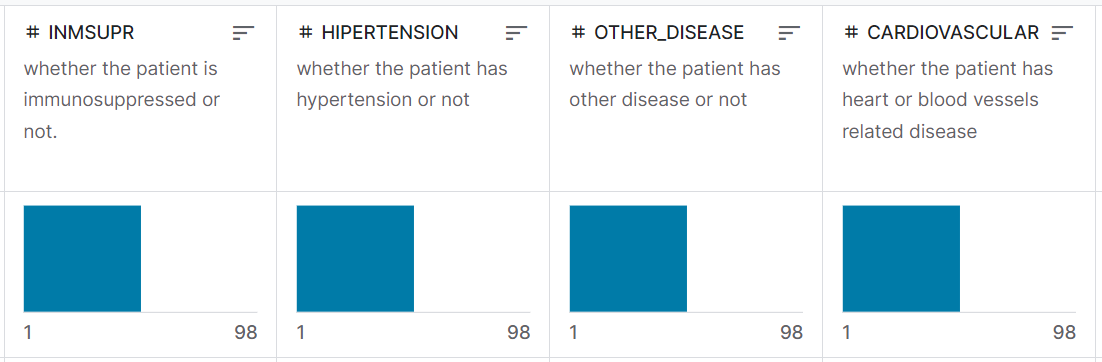 # INMSUPR
whether the patient is
immunosuppressed or
not.
1 98
# HIPERTENSION
whether the patient has
hypertension or not
1 98
# OTHER_DISEASE
whether the patient has
other disease or not
1 98
# CARDIOVASCULAR
whether the patient has
heart or blood vessels
related disease
1 98